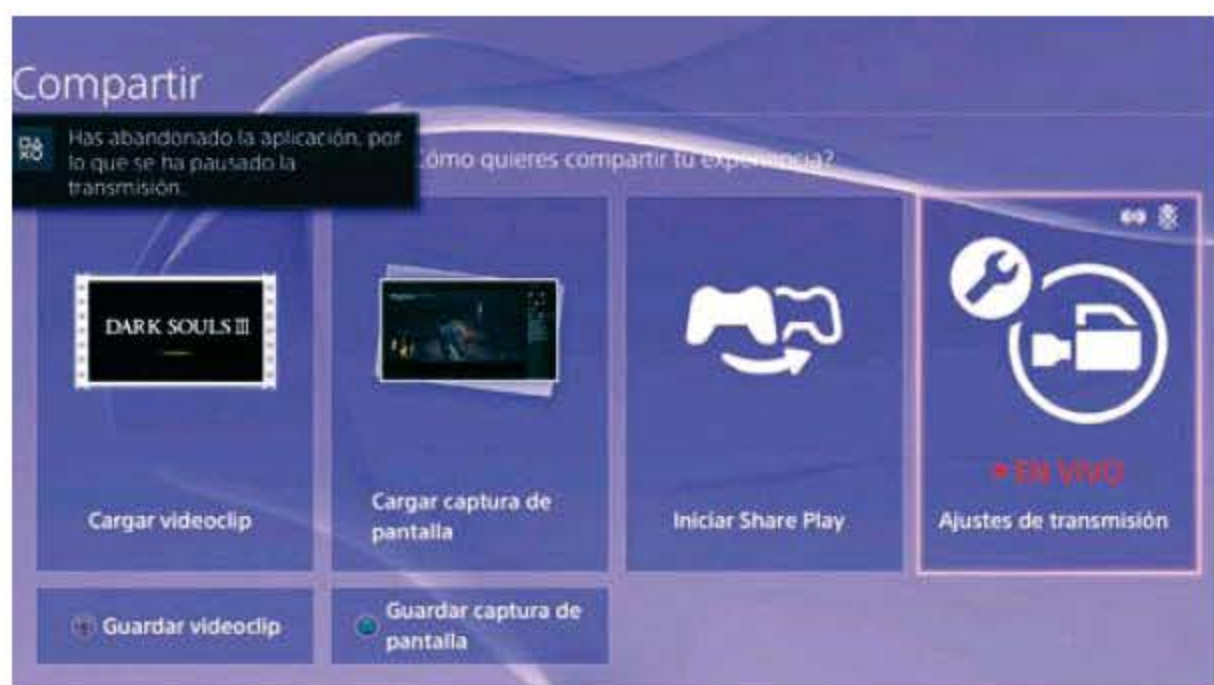 Compartir
Has abandonado la aplicación, por
lo que se ha pausado la
transmisión.
ómo quieres compartir tu experiencia?
DARK SOULS III
EN VIVO
Cargar videoclip
Cargar captura de
pantalla
Iniciar Share Play
Ajustes de transmisión
Guardar videoclip
Guardar captura de
pantalla